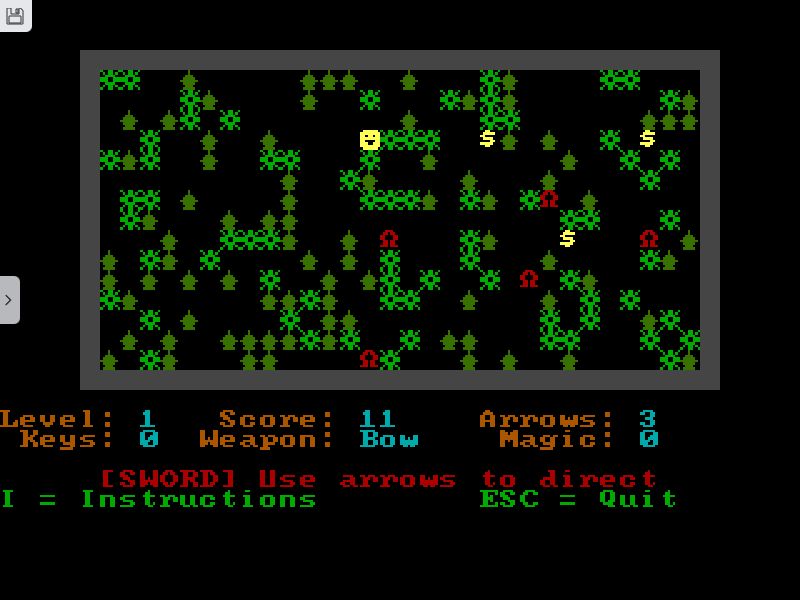 $ $
$
Level: 1 Score: 11 Arrows: 3
Keys: 0 Weapon: Bow Magic: 0
[SWORD] Use arrows to direct
I = Instructions ESC = Quit